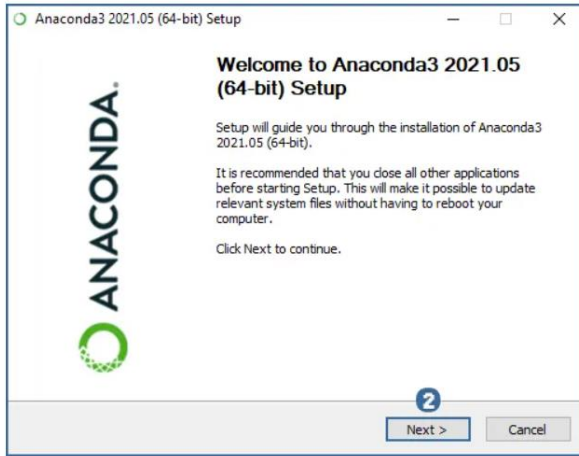 Anaconda3 2021.05 (64-bit) Setup
Welcome to Anaconda3 2021.05
(64-bit) Setup
Setup will guide you through the installation of Anaconda3
2021.05 (64-bit).
It is recommended that you close all other applications
before starting Setup. This will make it possible to update
relevant system files without having to reboot your
computer.
Click Next to continue.
ANACONDA.
2
Next >
Cancel